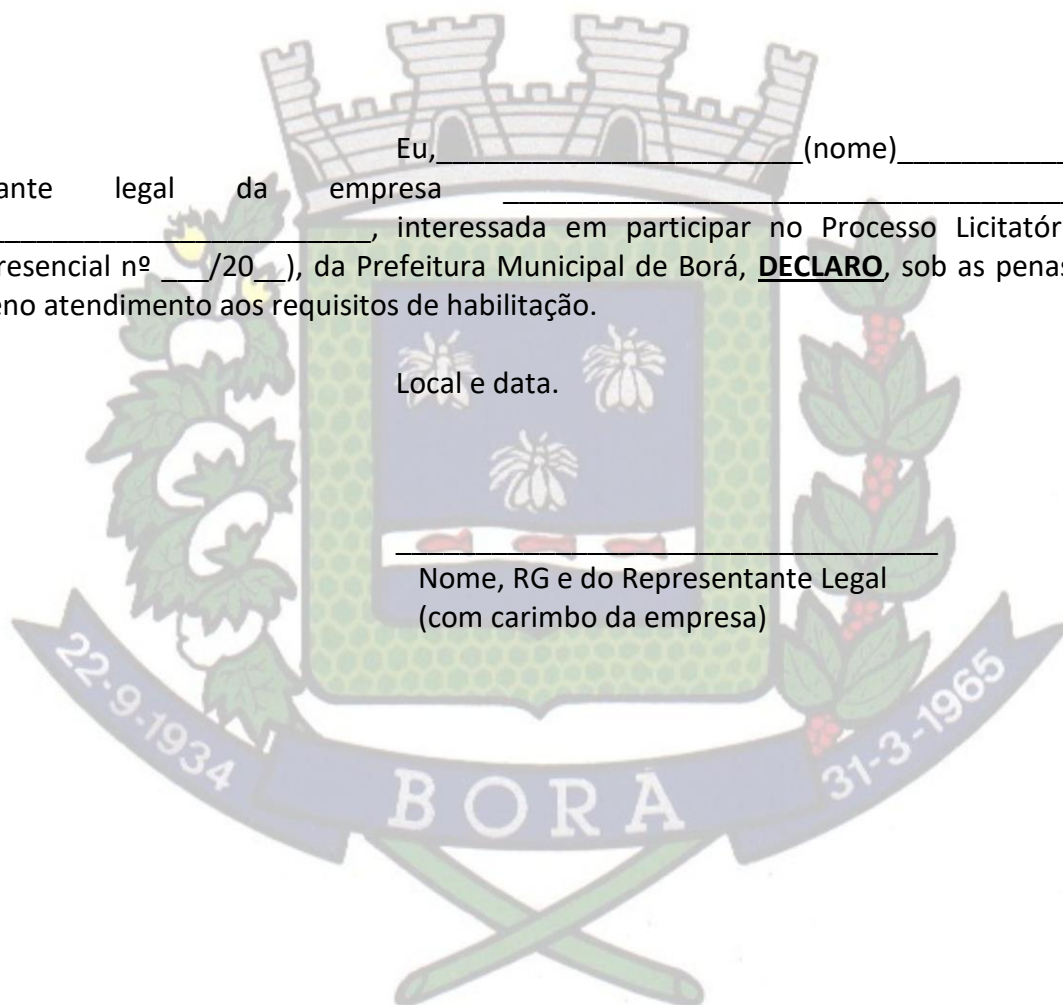 Eu,_______________________(nome)___________
ante legal da empresa ___________________________________
________________________, interessada em participar no Processo Licitatór
resencial nº ___/20__), da Prefeitura Municipal de Borá, DECLARO, sob as penas
eno atendimento aos requisitos de habilitação.
Local e data.
__________________________________
Nome, RG e do Representante Legal
(com carimbo da empresa)
22-9-1934
BORÁ
31-3-1965